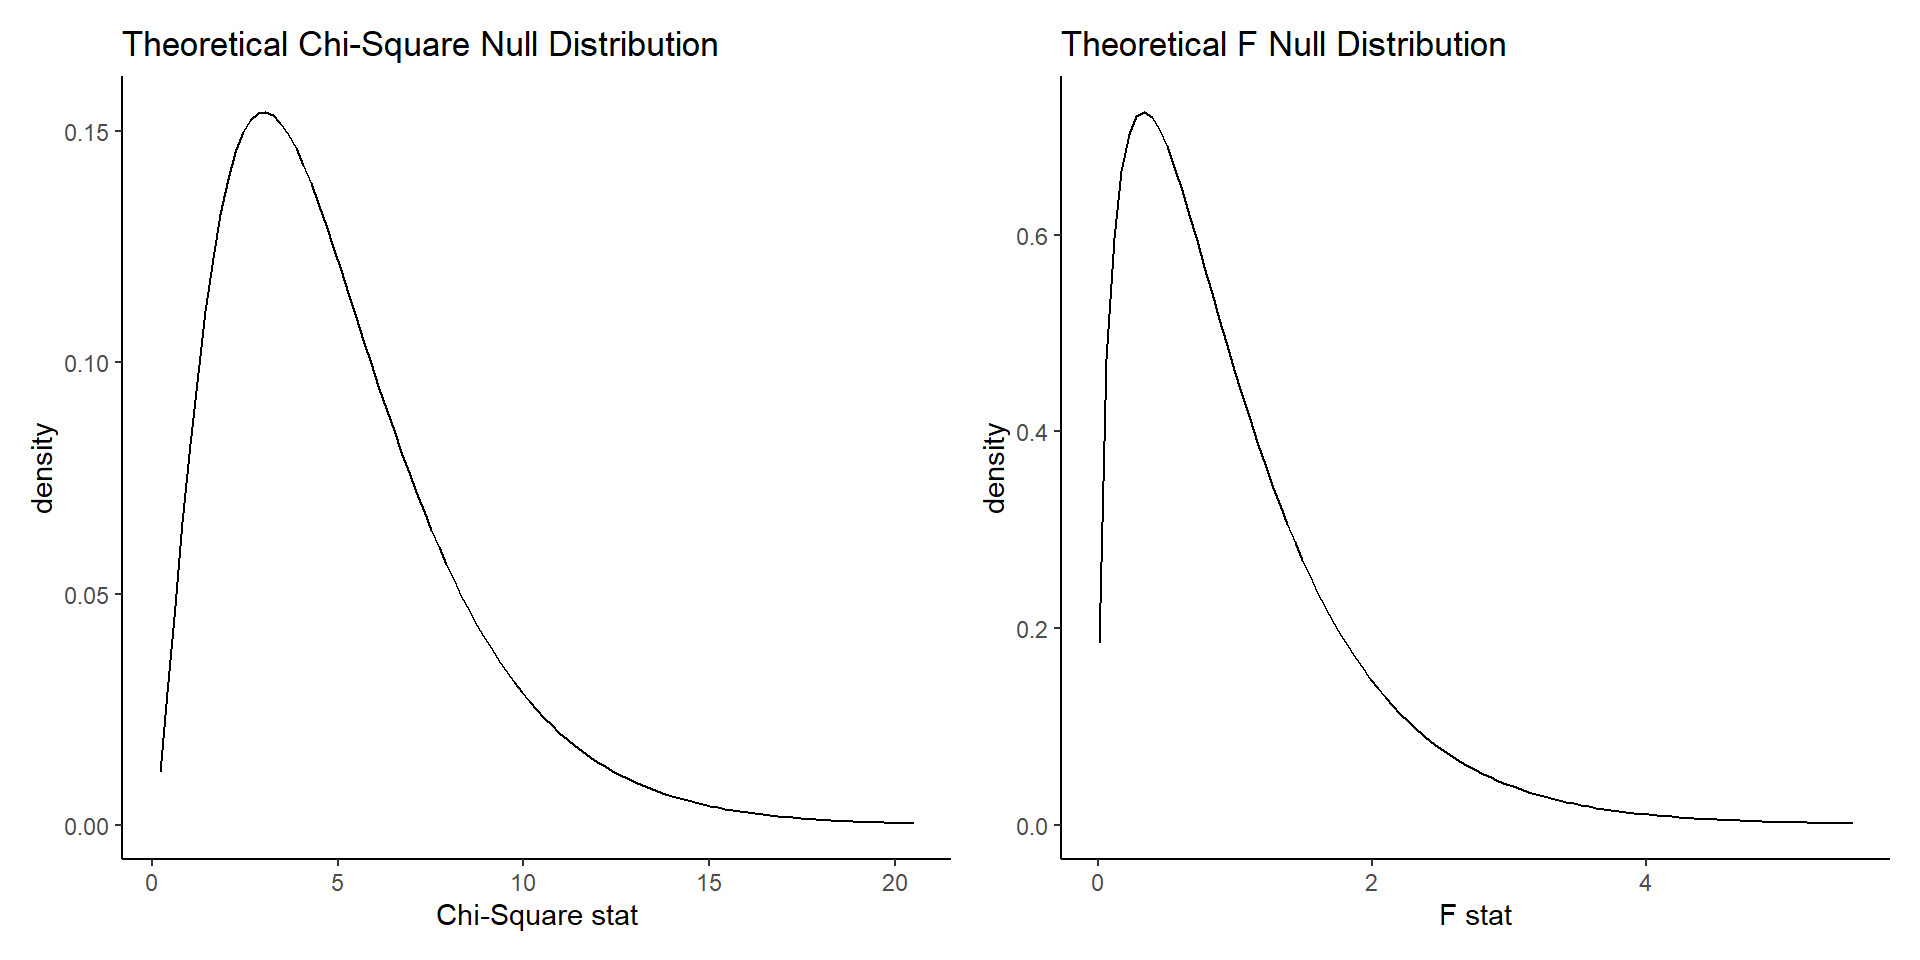 Theoretical Chi-Square Null Distribution
density
0.15
0.10
0.05
0.00
0 5 10 15 20
Chi-Square stat
Theoretical F Null Distribution
density
0.6
0.4
0.2
0.0
0 2 4
F stat